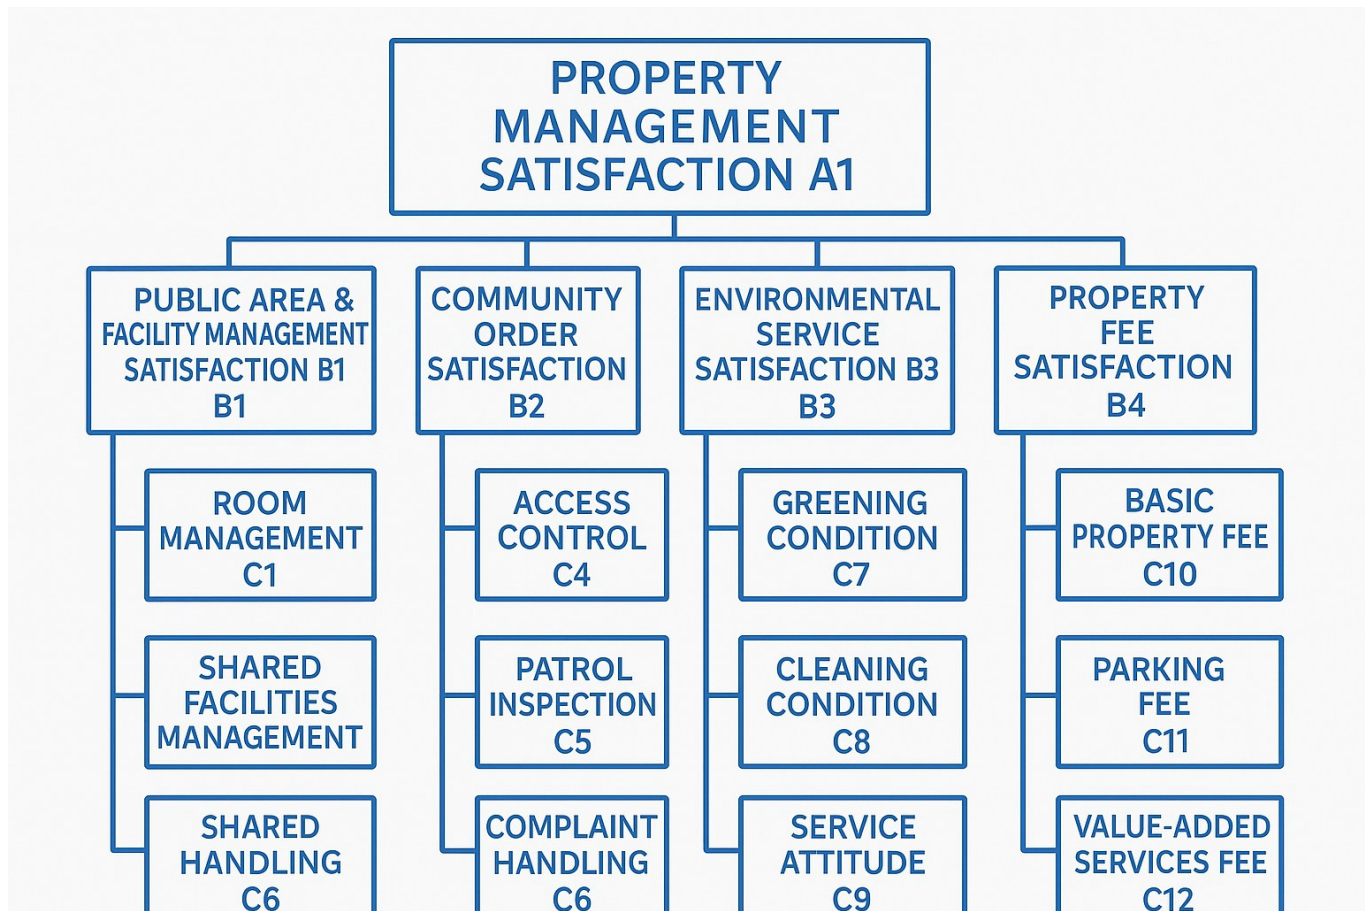 PROPERTY
MANAGEMENT
SATISFACTION A1
PUBLIC AREA &
FACILITY MANAGEMENT
SATISFACTION B1
B1
COMMUNITY
ORDER
SATISFACTION
B2
ENVIRONMENTAL
SERVICE
SATISFACTION B3
B3
PROPERTY
FEE
SATISFACTION
B4
ROOM
MANAGEMENT
C1
ACCESS
CONTROL
C4
GREENING
CONDITION
C7
BASIC
PROPERTY FEE
C10
SHARED
FACILITIES
MANAGEMENT
PATROL
INSPECTION
C5
CLEANING
CONDITION
C8
PARKING
FEE
C11
SHARED
HANDLING
C6
COMPLAINT
HANDLING
C6
SERVICE
ATTITUDE
C9
VALUE-ADDED
SERVICES FEE
C12